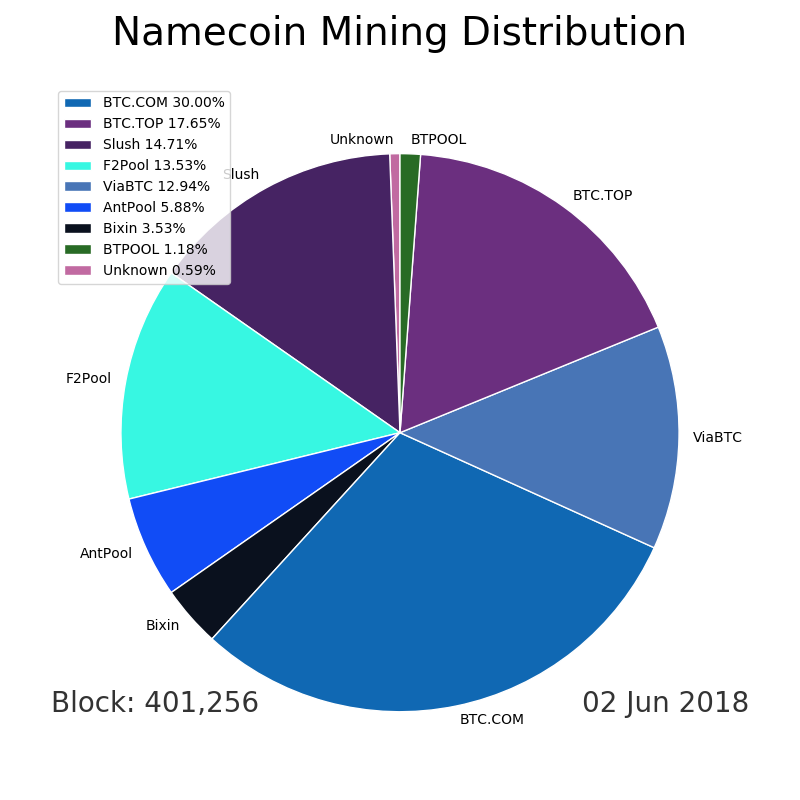 Namecoin Mining Distribution
BTC.COM 30.00%
BTC.TOP 17.65%
Slush 14.71%
F2Pool 13.53%
ViaBTC 12.94%
AntPool 5.88%
Bixin 3.53%
BTPOOL 1.18%
Unknown 0.59%
Unknown
BTPOOL
Slush
BTC.TOP
F2Pool
ViaBTC
AntPool
Bixin
BTC.COM
Block: 401,256
02 Jun 2018